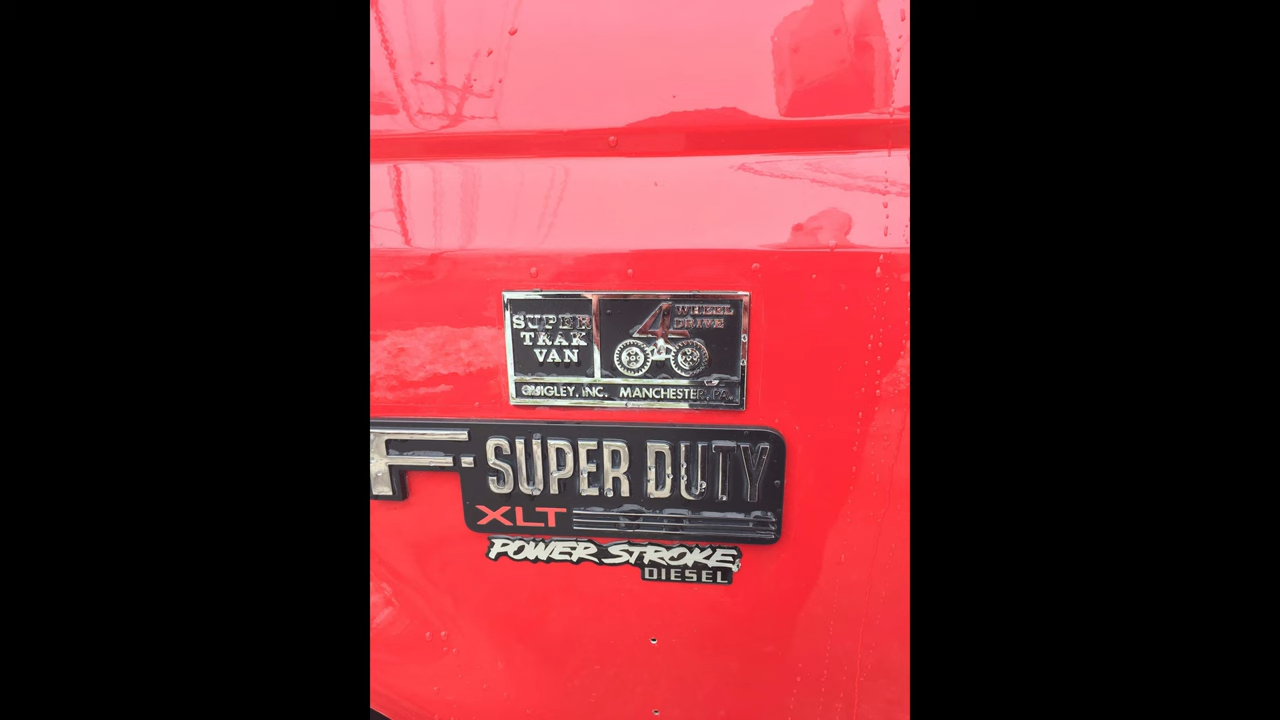 SUPER
TRAK
VAN
4 WHEEL
DRIVE
QUIGLEY, INC. MANCHESTER, PA.
F-SUPER DUTY
XLT
POWER STROKE
DIESEL